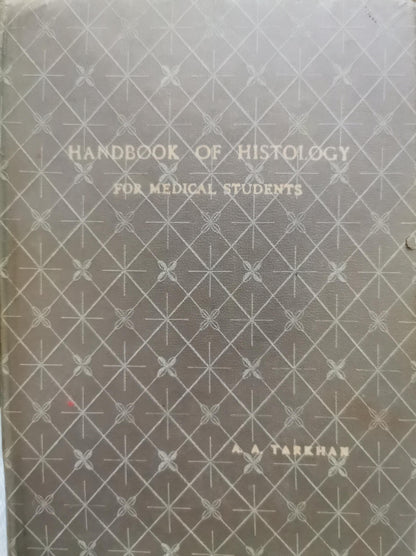 HANDBOOK OF HISTOLOGY
FOR MEDICAL STUDENTS
A. A. TARKHAN